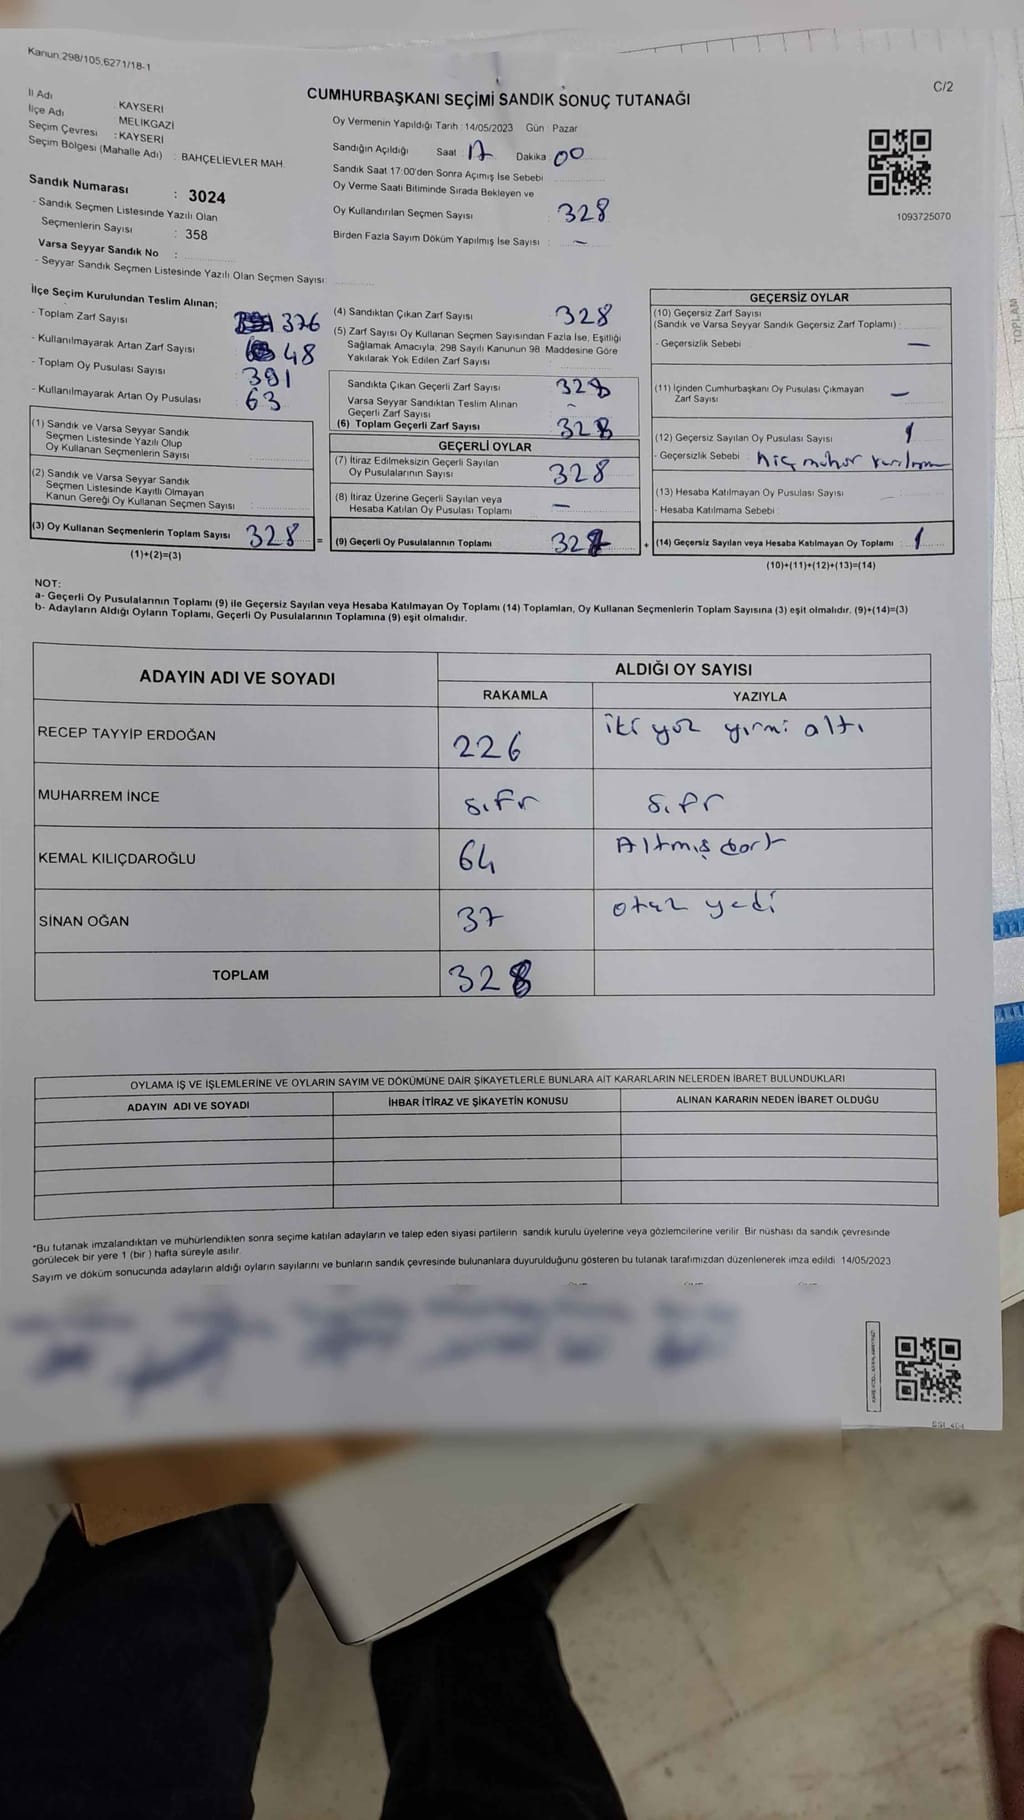 Kanun.298/105,6271/18-1
C/2
CUMHURBAŞKANI SEÇİMİ SANDIK SONUÇ TUTANAĞI
İl Adı : KAYSERİ
İlçe Adı : MELİKGAZİ
Seçim Çevresi : KAYSERİ
Seçim Bölgesi (Mahalle Adı) : BAHÇELİEVLER MAH.
Sandık Numarası : 3024
- Sandık Seçmen Listesinde Yazılı Olan
Seçmenlerin Sayısı : 358
Varsa Seyyar Sandık No :
- Seyyar Sandık Seçmen Listesinde Yazılı Olan Seçmen Sayısı:
Oy Vermenin Yapıldığı Tarih : 14/05/2023 Gün : Pazar
Sandığın Açıldığı Saat 17 Dakika 00
Sandık Saat 17:00'den Sonra Açımış İse Sebebi
Oy Verme Saati Bitiminde Sırada Bekleyen ve
Oy Kullandırılan Seçmen Sayısı 328
Birden Fazla Sayım Döküm Yapılmış İse Sayısı : -
1093725070
İlçe Seçim Kurulundan Teslim Alınan;
- Toplam Zarf Sayısı 376
- Kullanılmayarak Artan Zarf Sayısı 48
- Toplam Oy Pusulası Sayısı 391
- Kullanılmayarak Artan Oy Pusulası 63
(1) Sandık ve Varsa Seyyar Sandık
Seçmen Listesinde Yazılı Olup
Oy Kullanan Seçmenlerin Sayısı
(2) Sandık ve Varsa Seyyar Sandık
Seçmen Listesinde Kayıtlı Olmayan
Kanun Gereği Oy Kullanan Seçmen Sayısı :
(3) Oy Kullanan Seçmenlerin Toplam Sayısı 328 =
(1)+(2)=(3)
(4) Sandıktan Çıkan Zarf Sayısı 328
(5) Zarf Sayısı Oy Kullanan Seçmen Sayısından Fazla İse, Eşitliği
Sağlamak Amacıyla, 298 Sayılı Kanunun 98. Maddesine Göre
Yakılarak Yok Edilen Zarf Sayısı
Sandıkta Çıkan Geçerli Zarf Sayısı 328
Varsa Seyyar Sandıktan Teslim Alınan
Geçerli Zarf Sayısı -
(6) Toplam Geçerli Zarf Sayısı 328
GEÇERLİ OYLAR
(7) İtiraz Edilmeksizin Geçerli Sayılan
Oy Pusulalarının Sayısı 328
(8) İtiraz Üzerine Geçerli Sayılan veya
Hesaba Katılan Oy Pusulası Toplamı -
(9) Geçerli Oy Pusulalarının Toplamı 327 +
GEÇERSİZ OYLAR
(10) Geçersiz Zarf Sayısı
(Sandık ve Varsa Seyyar Sandık Geçersiz Zarf Toplamı) :
- Geçersizlik Sebebi : -
(11) İçinden Cumhurbaşkanı Oy Pusulası Çıkmayan
Zarf Sayısı -
(12) Geçersiz Sayılan Oy Pusulası Sayısı 1
- Geçersizlik Sebebi : hiç mühür
(13) Hesaba Katılmayan Oy Pusulası Sayısı
- Hesaba Katılmama Sebebi :
(14) Geçersiz Sayılan veya Hesaba Katılmayan Oy Toplamı : 1
(10)+(11)+(12)+(13)=(14)
NOT:
a- Geçerli Oy Pusulalarının Toplamı (9) ile Geçersiz Sayılan veya Hesaba Katılmayan Oy Toplamı (14) Toplamları, Oy Kullanan Seçmenlerin Toplam Sayısına (3) eşit olmalıdır. (9)+(14)=(3)
b- Adayların Aldığı Oyların Toplamı, Geçerli Oy Pusulalarının Toplamına (9) eşit olmalıdır.
ADAYIN ADI VE SOYADI
ALDIĞI OY SAYISI
RAKAMLA YAZIYLA
RECEP TAYYİP ERDOĞAN 226 iki yüz yirmi altı
MUHARREM İNCE sıfır sıfır
KEMAL KILIÇDAROĞLU 64 Altmış dört
SİNAN OĞAN 37 otuz yedi
TOPLAM 328
OYLAMA İŞ VE İŞLEMLERİNE VE OYLARIN SAYIM VE DÖKÜMÜNE DAİR ŞİKAYETLERLE BUNLARA AİT KARARLARIN NELERDEN İBARET BULUNDUKLARI
ADAYIN ADI VE SOYADI İHBAR İTİRAZ VE ŞİKAYETİN KONUSU ALINAN KARARIN NEDEN İBARET OLDUĞU
*Bu tutanak imzalandıktan ve mühürlendikten sonra seçime katılan adayların ve talep eden siyasi partilerin sandık kurulu üyelerine veya gözlemcilerine verilir. Bir nüshası da sandık çevresinde
görülecek bir yere 1 (bir ) hafta süreyle asılır.
Sayım ve döküm sonucunda adayların aldığı oyların sayılarını ve bunların sandık çevresinde bulunanlara duyurulduğunu gösteren bu tutanak tarafımızdan düzenlenerek imza edildi. 14/05/2023
TOPLAM